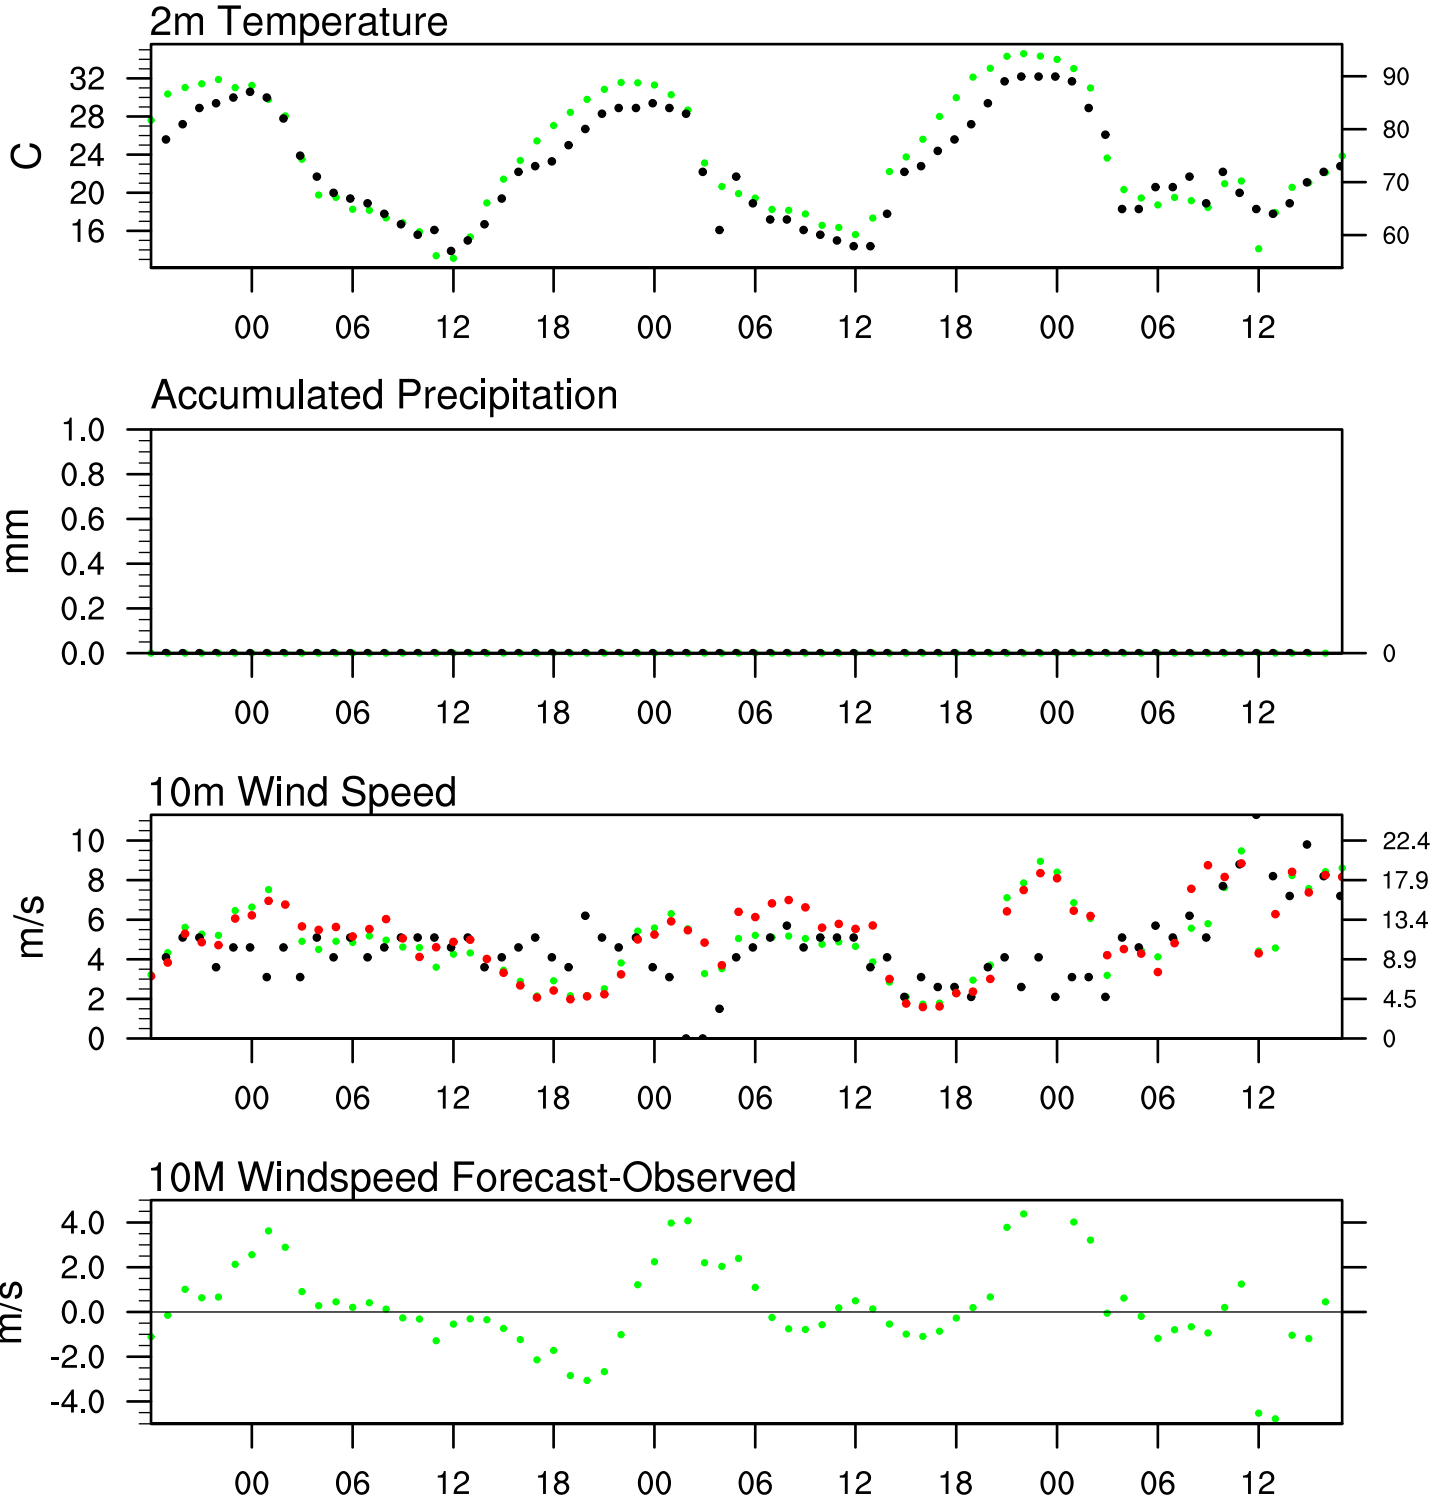 2m Temperature
C
32
28
24
20
16
90
80
70
60
00 06 12 18 00 06 12 18 00 06 12
Accumulated Precipitation
mm
1.0
0.8
0.6
0.4
0.2
0.0
0
00 06 12 18 00 06 12 18 00 06 12
10m Wind Speed
m/s
10
8
6
4
2
0
22.4
17.9
13.4
8.9
4.5
0
00 06 12 18 00 06 12 18 00 06 12
10M Windspeed Forecast-Observed
m/s
4.0
2.0
0.0
-2.0
-4.0
00 06 12 18 00 06 12 18 00 06 12